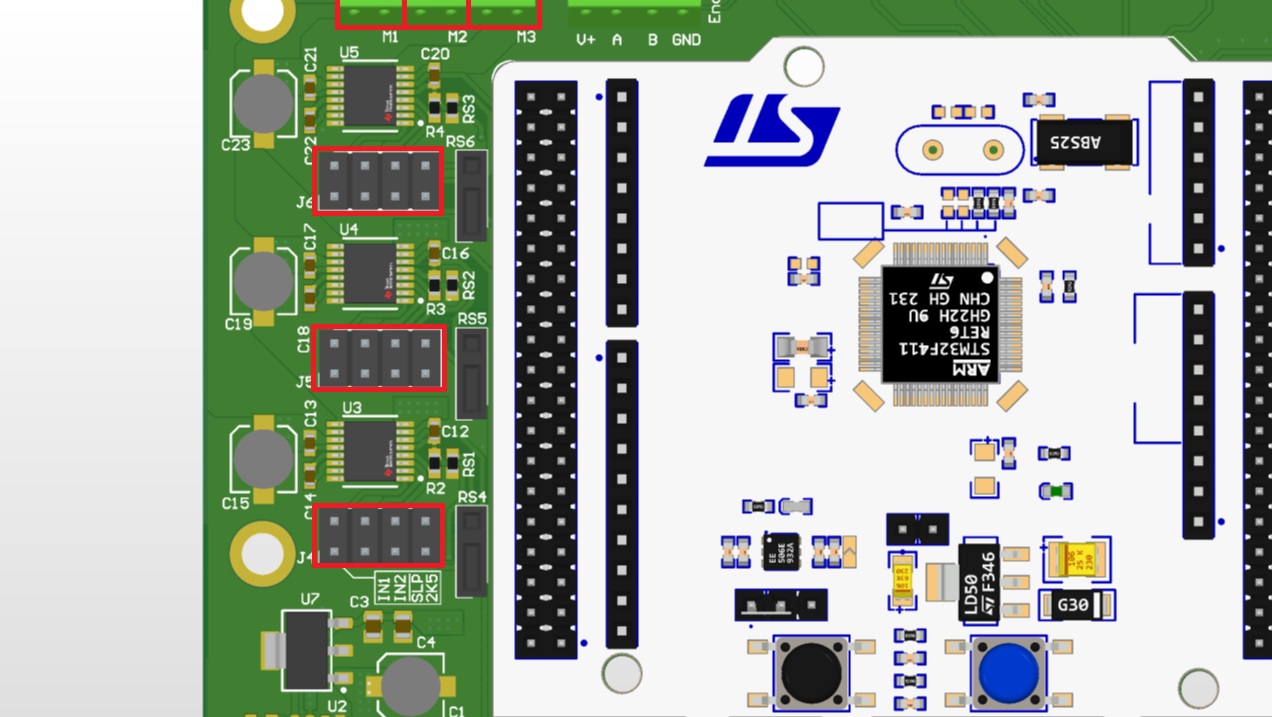 M1 M2 M3
V+ A B GND
C21
U5
C20
C23
C22
R4
RS3
RS6
J6
U4
C17
C16
C19
R3
RS2
RS5
C18
J5
U3
C13
C12
C15
R2
RS1
RS4
C14
J4
IN1
IN2
SLP
2K5
U7
C3
C4
U2
C1
ABS25
ARM
STM32F411
RET6
GH22H 9U
CHN GH 231
EE
506E
932A
LD50
F346
106
25 K
230
G30